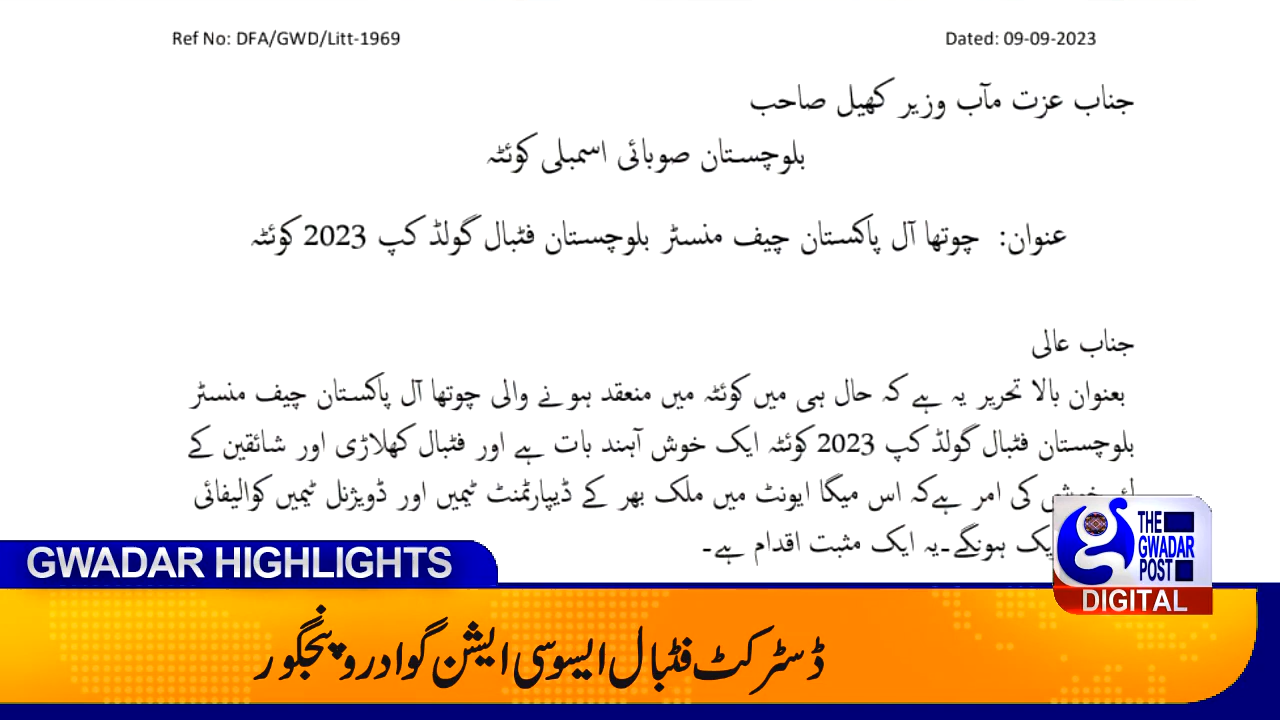 Ref No: DFA/GWD/Litt-1969
Dated: 09-09-2023
جناب عزت مآب وزیر کھیل صاحب
بلوچستان صوبائی اسمبلی کوئٹہ
عنوان: چوتھا آل پاکستان چیف منسٹر بلوچستان فٹبال گولڈ کپ 2023 کوئٹہ
جناب عالی
بعنوان بالا تحریر یہ ہے کہ حال ہی میں کوئٹہ میں منعقد ہونے والی چوتھا آل پاکستان چیف منسٹر
بلوچستان فٹبال گولڈ کپ 2023 کوئٹہ ایک خوش آہند بات ہے اور فٹبال کھلاڑی اور شائقین کے
کی امر ہے کہ اس میگا ایونٹ میں ملک بھر کے ڈیپارٹمنٹ ٹیمیں اور ڈویژنل ٹیمیں کوالیفائی
ہونگے۔ یہ ایک مثبت اقدام ہے۔
THE
GWADAR
POST
DIGITAL
GWADAR HIGHLIGHTS
ڈسٹرکٹ فٹبال ایسوسی ایشن گوادر و پنجگور